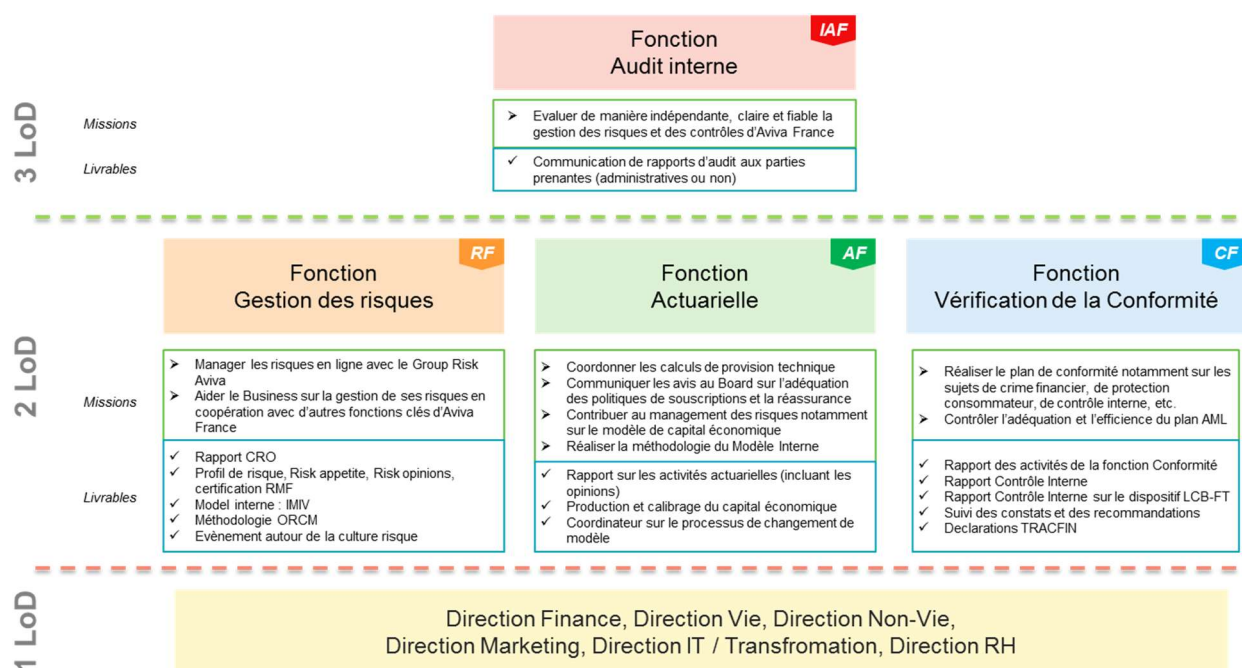 IAF
Fonction
Audit interne
3 LoD
Missions
➢ Evaluer de manière indépendante, claire et fiable la
gestion des risques et des contrôles d'Aviva France
Livrables
✓ Communication de rapports d'audit aux parties
prenantes (administratives ou non)
2 LoD
RF
Fonction
Gestion des risques
AF
Fonction
Actuarielle
CF
Fonction
Vérification de la Conformité
Missions
➢ Manager les risques en ligne avec le Group Risk
Aviva
➢ Aider le Business sur la gestion de ses risques en
coopération avec d'autres fonctions clés d'Aviva
France
➢ Coordonner les calculs de provision technique
➢ Communiquer les avis au Board sur l'adéquation
des politiques de souscriptions et la réassurance
➢ Contribuer au management des risques notamment
sur le modèle de capital économique
➢ Réaliser la méthodologie du Modèle Interne
➢ Réaliser le plan de conformité notamment sur les
sujets de crime financier, de protection
consommateur, de contrôle interne, etc.
➢ Contrôler l'adéquation et l'efficience du plan AML
Livrables
✓ Rapport CRO
✓ Profil de risque, Risk appetite, Risk opinions,
certification RMF
✓ Model interne : IMIV
✓ Méthodologie ORCM
✓ Evènement autour de la culture risque
✓ Rapport sur les activités actuarielles (incluant les
opinions)
✓ Production et calibrage du capital économique
✓ Coordinateur sur le processus de changement de
modèle
✓ Rapport des activités de la fonction Conformité
✓ Rapport Contrôle Interne
✓ Rapport Contrôle Interne sur le dispositif LCB-FT
✓ Suivi des constats et des recommandations
✓ Declarations TRACFIN
1 LoD
Direction Finance, Direction Vie, Direction Non-Vie,
Direction Marketing, Direction IT / Transfromation, Direction RH